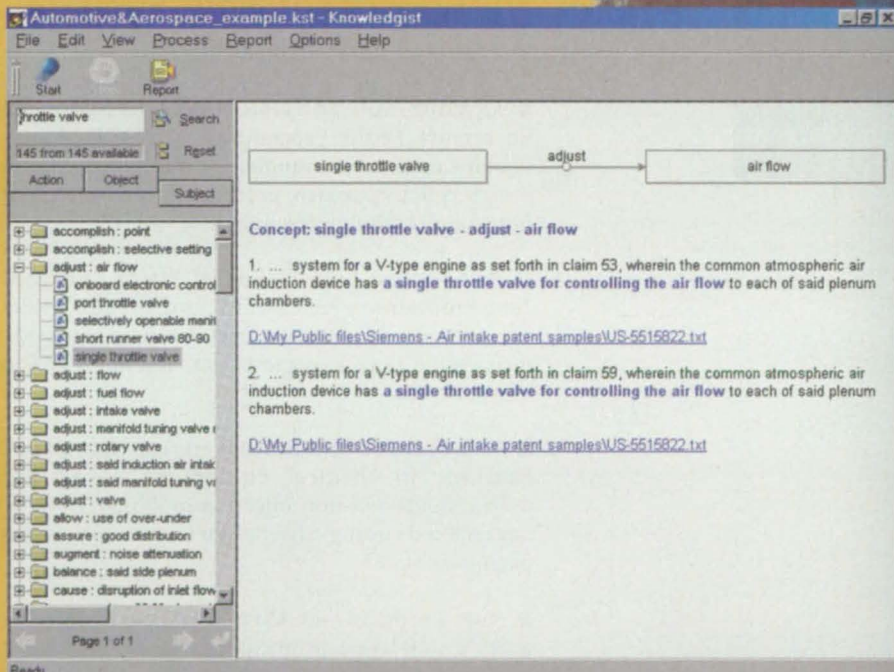 Automotive&Aerospace_example.kst - Knowledgist
File Edit View Process Report Options Help
Start Report
throttle valve Search
145 from 145 available Reset
Action Object Subject
accomplish : point
accomplish : selective setting
adjust : air flow
onboard electronic control
port throttle valve
selectively openable manif
short runner valve 80-90
single throttle valve
adjust : flow
adjust : fuel flow
adjust : intake valve
adjust : manifold tuning valve
adjust : rotary valve
adjust : said induction air intak
adjust : said manifold tuning v
adjust : valve
allow : use of over-under
assure : good distribution
augment : noise attenuation
balance : said side plenum
cause : disruption of inlet flow
Page 1 of 1
Ready
single throttle valve adjust air flow
Concept: single throttle valve - adjust - air flow
1. ... system for a V-type engine as set forth in claim 53, wherein the common atmospheric air
induction device has a single throttle valve for controlling the air flow to each of said plenum
chambers.
D:\My Public files\Siemens - Air intake patent samples\US-5515822.txt
2. ... system for a V-type engine as set forth in claim 59, wherein the common atmospheric air
induction device has a single throttle valve for controlling the air flow to each of said plenum
chambers.
D:\My Public files\Siemens - Air intake patent samples\US-5515822.txt